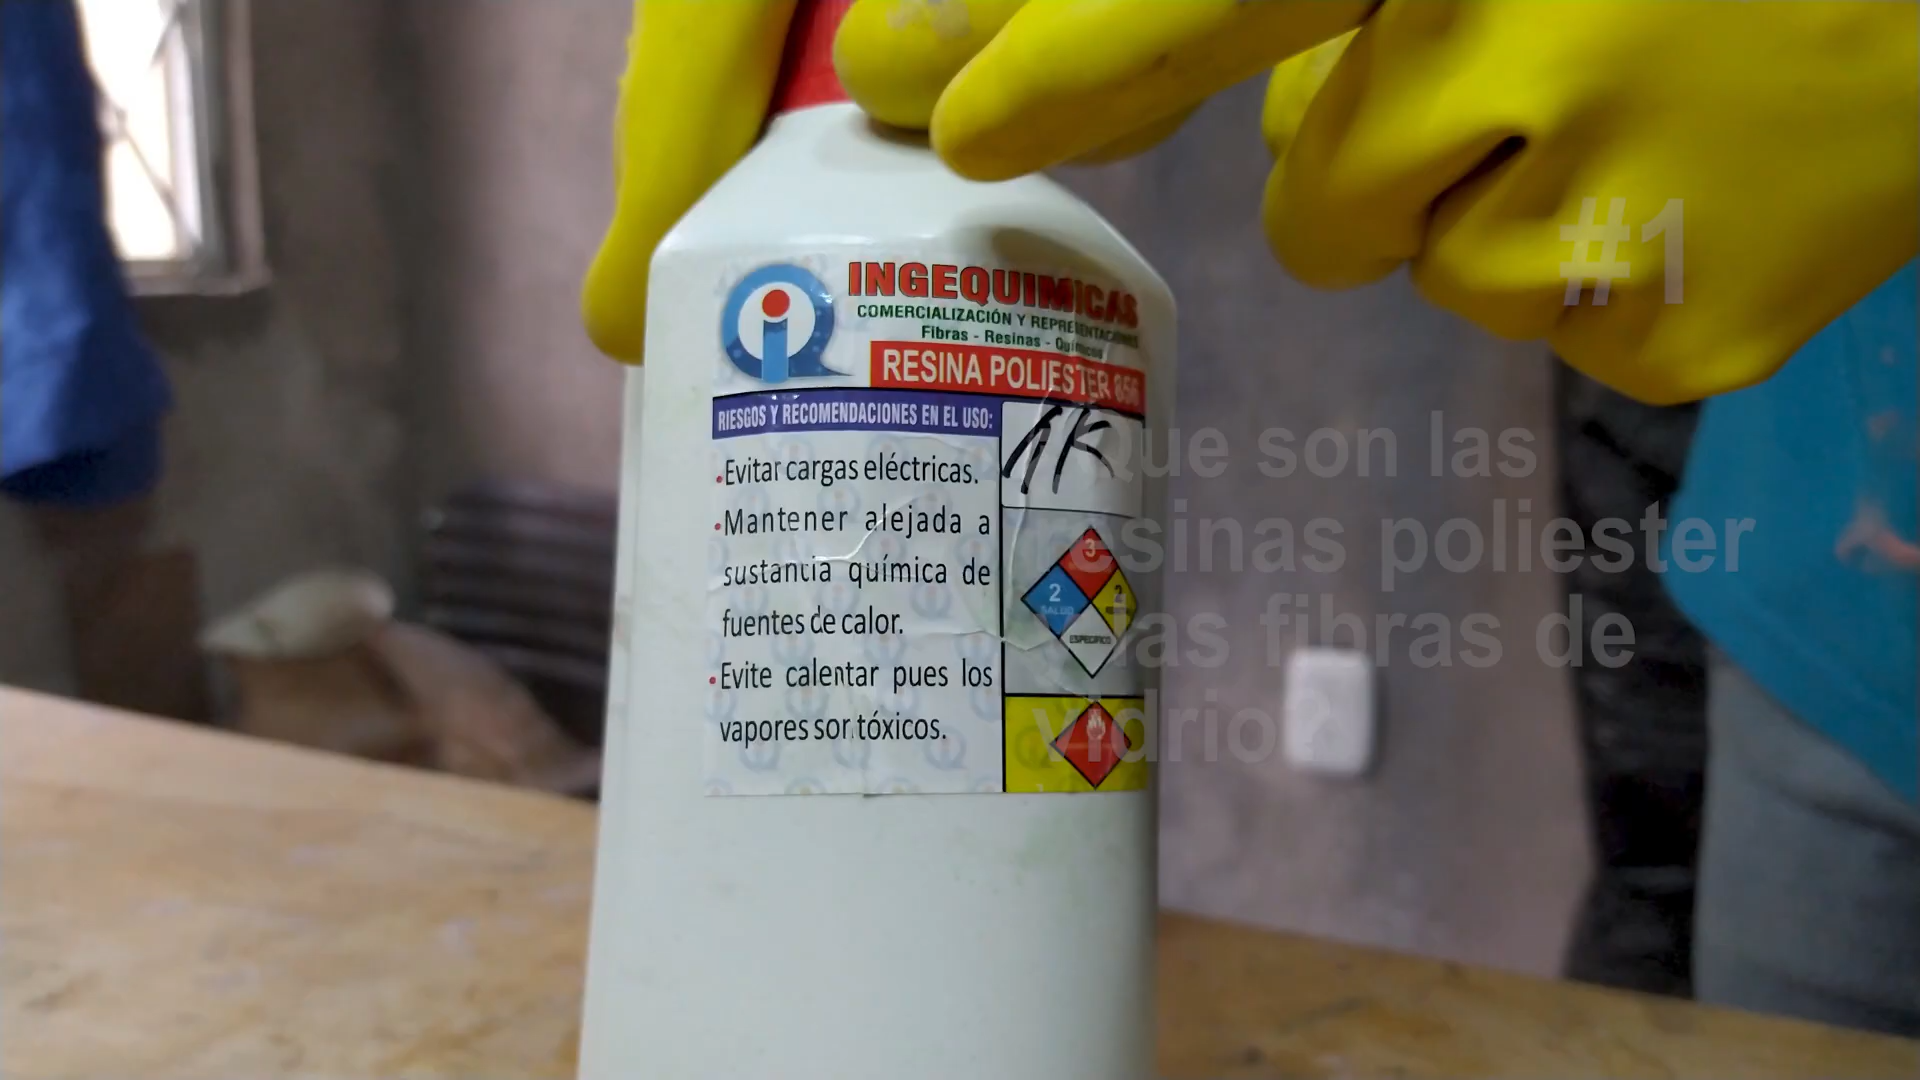 INGEQUIMICAS
COMERCIALIZACIÓN Y REPRESENTACIONES
Fibras - Resinas - Químicos
RESINA POLIESTER 856
RIESGOS Y RECOMENDACIONES EN EL USO:
.Evitar cargas eléctricas.
.Mantener alejada a
sustancia química de
fuentes de calor.
.Evite calentar pues los
vapores son tóxicos.
1K
3
2
SALUD
2
ESPECIFICO
#1
¿Que son las
resinas poliester
y las fibras de
vidrio?